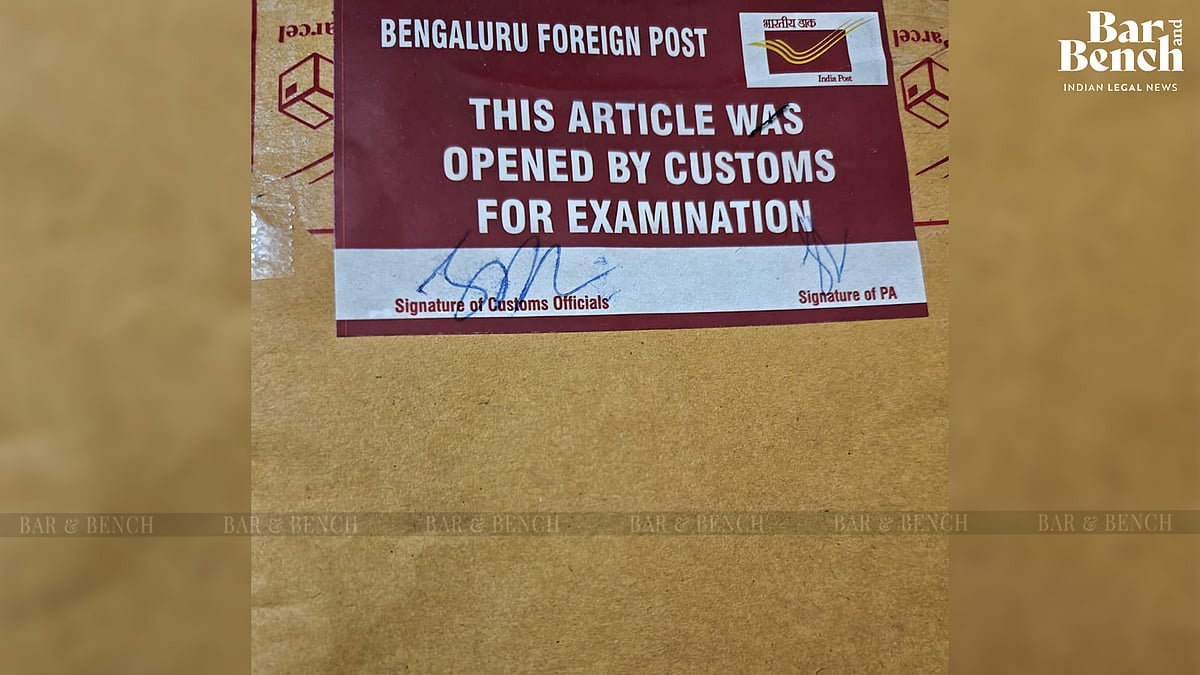 Bar and
Bench
INDIAN LEGAL NEWS
Parcel
Parcel
BENGALURU FOREIGN POST
भारतीय डाक
India Post
THIS ARTICLE WAS
OPENED BY CUSTOMS
FOR EXAMINATION
Signature of Customs Officials
Signature of PA
BAR & BENCH BAR & BENCH BAR & BENCH BAR & BENCH BAR & BENCH BAR & BENCH